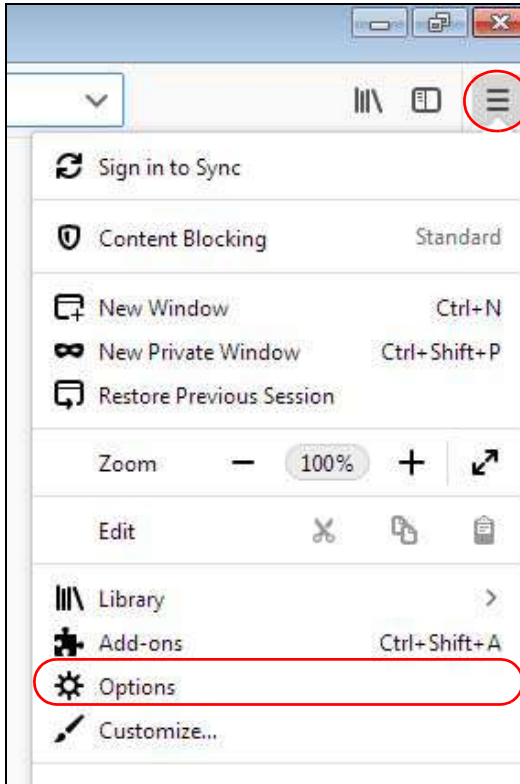 Sign in to Sync
Content Blocking Standard
New Window Ctrl+N
New Private Window Ctrl+Shift+P
Restore Previous Session
Zoom 100%
Edit
Library
Add-ons Ctrl+Shift+A
Options
Customize...